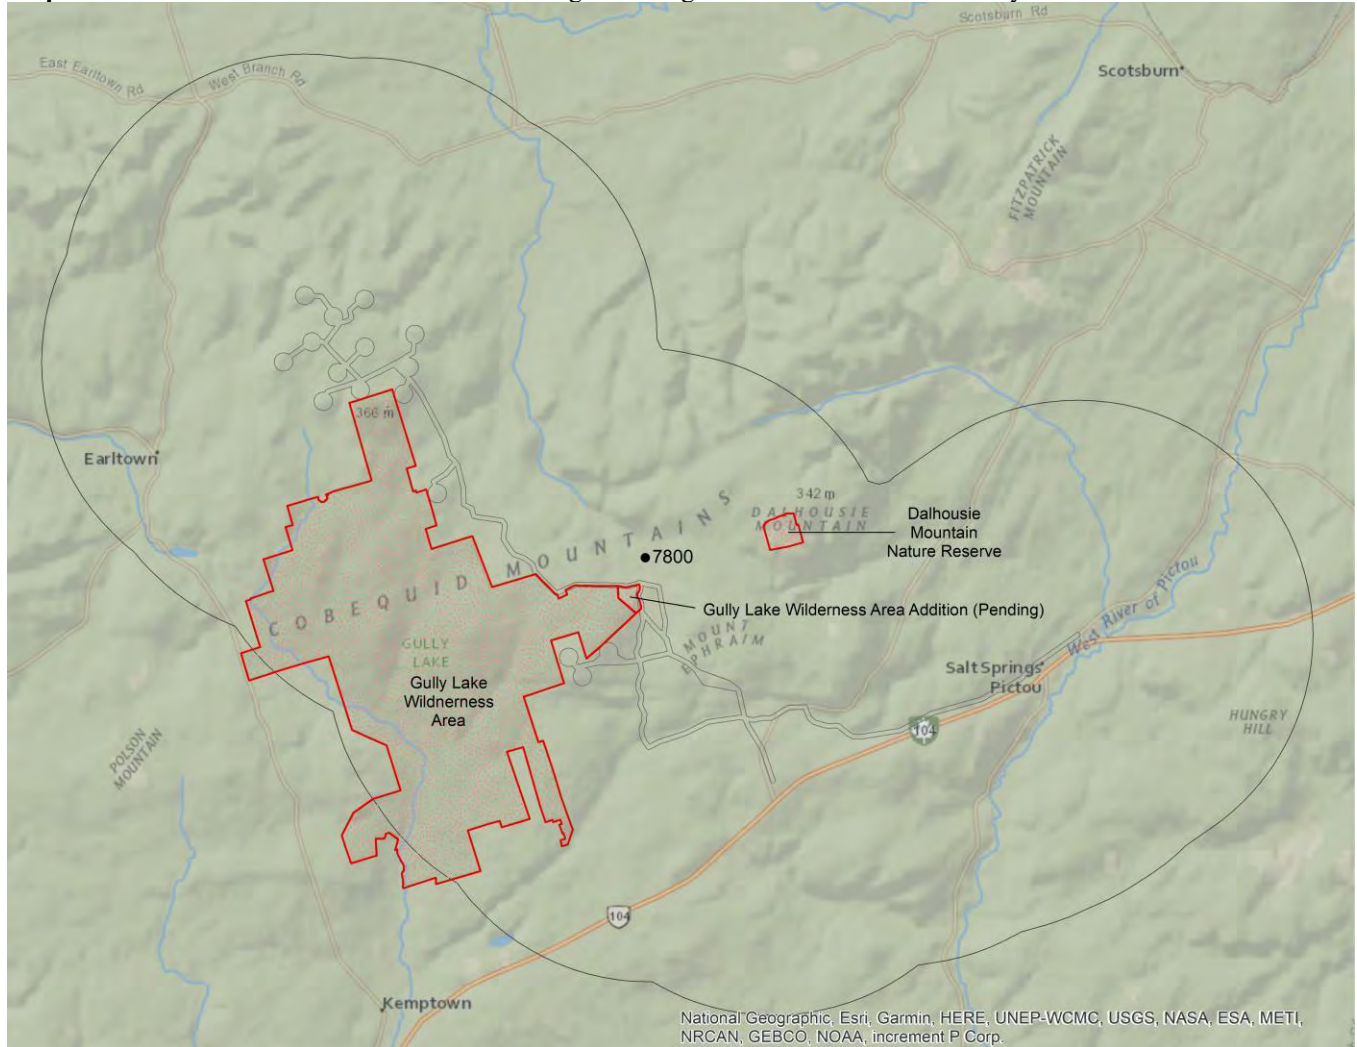 Scotsburn Rd
East Earltown Rd
West Branch Rd
Scotsburn
FITZPATRICK
MOUNTAIN
366 m
Earltown
342 m
DALHOUSIE
MOUNTAIN
Dalhousie
Mountain
Nature Reserve
COBEQUID MOUNTAINS
7800
Gully Lake Wilderness Area Addition (Pending)
MOUNT
EPHRAIM
West River of Pictou
GULLY
LAKE
Gully Lake
Wildnerness
Area
Salt Springs
Pictou
HUNGRY
HILL
104
POLSON
MOUNTAIN
104
Kemptown
National Geographic, Esri, Garmin, HERE, UNEP-WCMC, USGS, NASA, ESA, METI,
NRCAN, GEBCO, NOAA, increment P Corp.